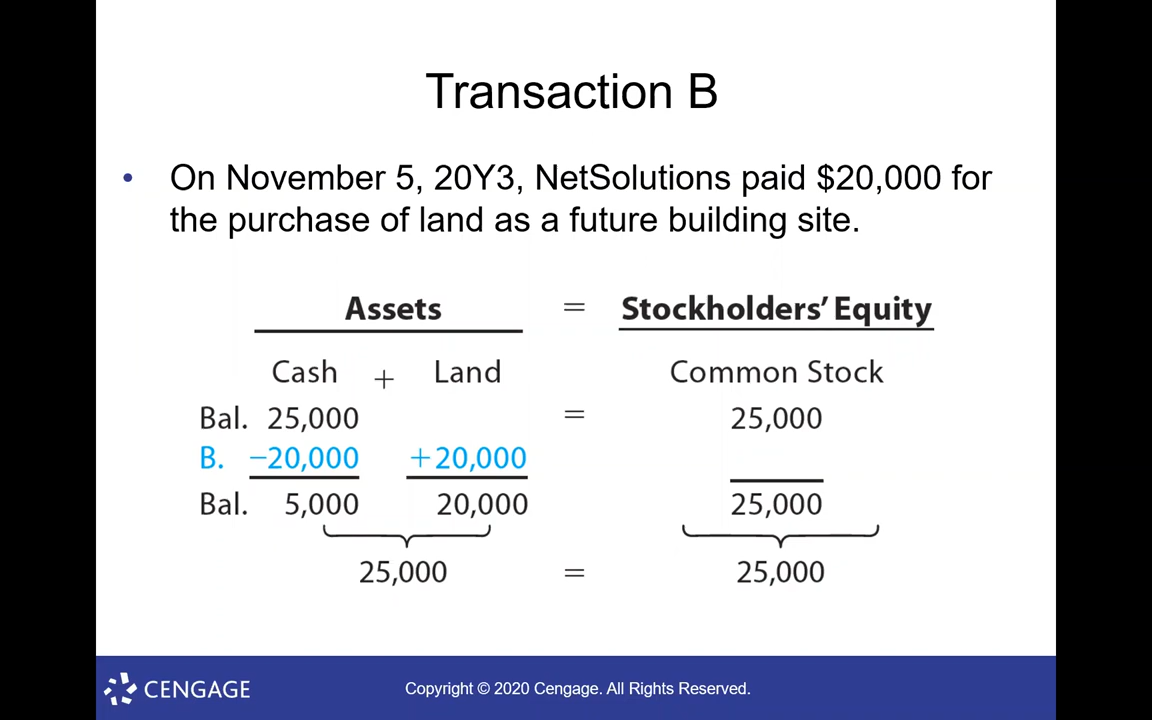 Transaction B
• On November 5, 20Y3, NetSolutions paid $20,000 for
the purchase of land as a future building site.
Assets = Stockholders’ Equity
Cash + Land Common Stock
Bal. 25,000 = 25,000
B. −20,000 +20,000
Bal. 5,000 20,000 25,000
25,000 = 25,000
CENGAGE Copyright © 2020 Cengage. All Rights Reserved.